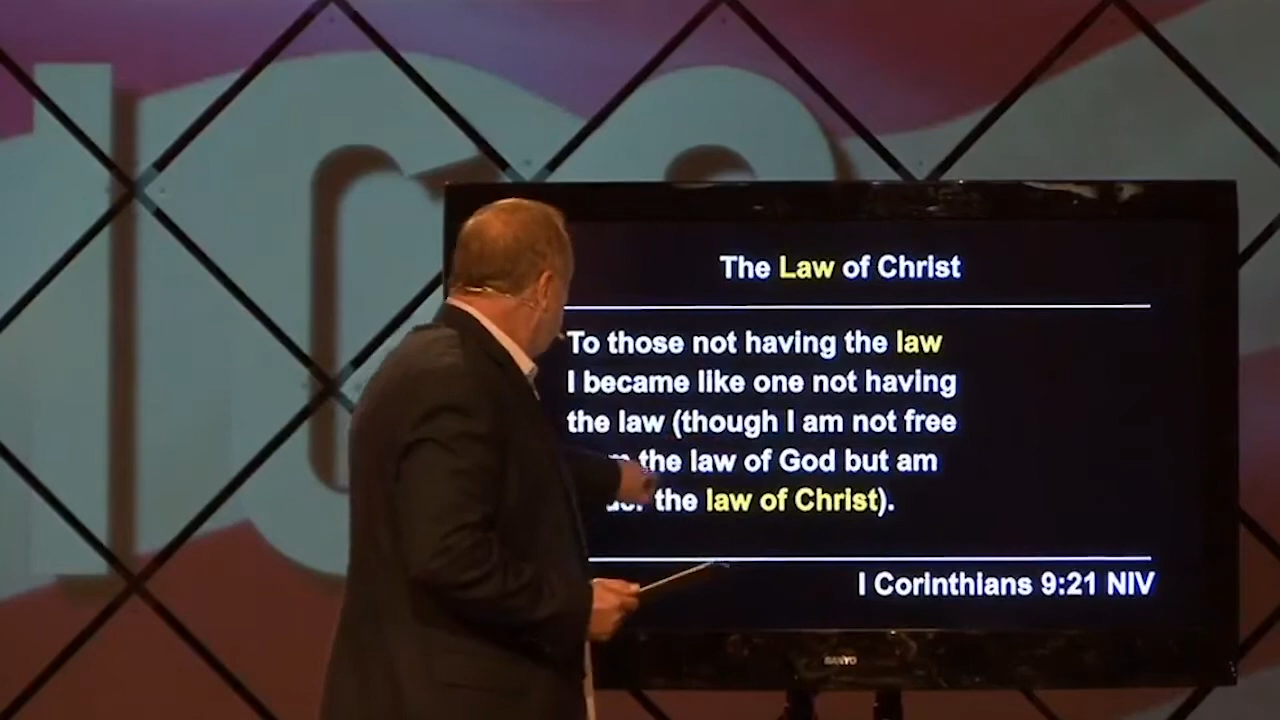 The Law of Christ
To those not having the law
I became like one not having
the law (though I am not free
the law of God but am
the law of Christ).
I Corinthians 9:21 NIV
SANYO